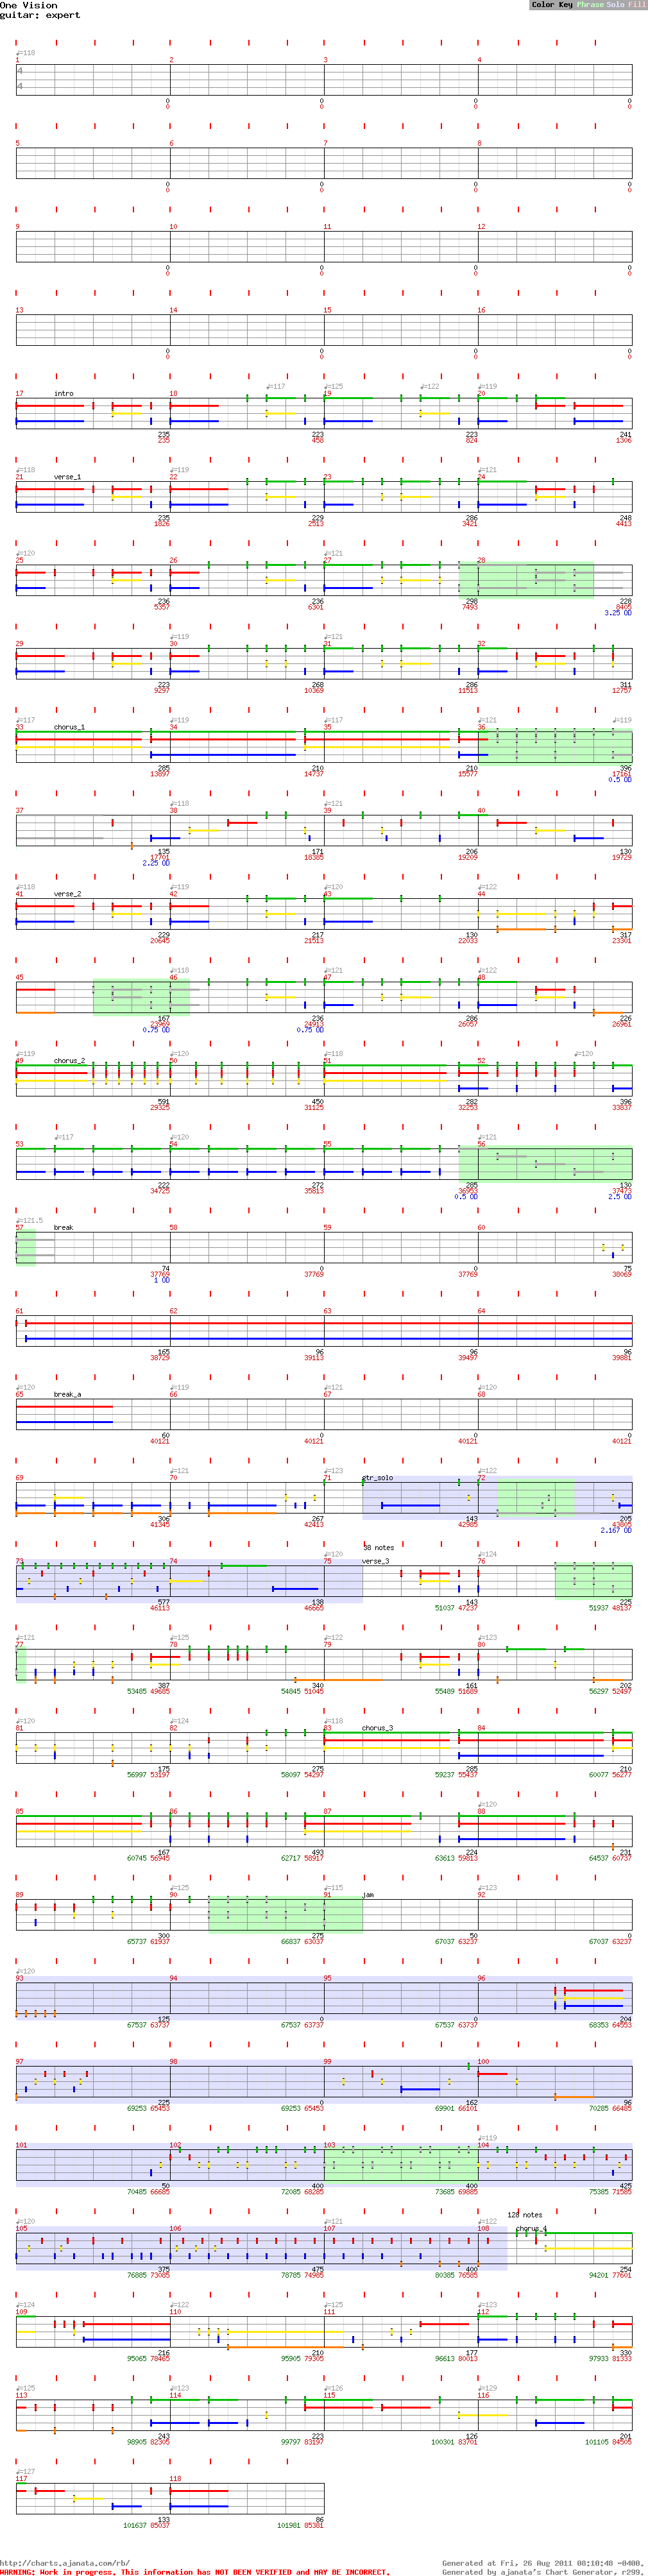 One Vision
guitar: expert
Color Key Phrase Solo Fill
♩=118
1 2 3 4
4
4
0 0 0 0
0 0 0 0
5 6 7 8
0 0 0 0
0 0 0 0
9 10 11 12
0 0 0 0
0 0 0 0
13 14 15 16
0 0 0 0
0 0 0 0
♩=117 ♩=125 ♩=122 ♩=119
17 intro 18 19 20
235 223 223 241
235 458 824 1306
♩=118 ♩=119 ♩=121
21 verse_1 22 23 24
235 229 286 248
1826 2513 3421 4413
♩=120 ♩=121
25 26 27 28
236 236 298 228
5357 6301 7493 8405
3.25 OD
♩=119 ♩=121
29 30 31 32
223 268 286 311
9297 10369 11513 12757
♩=117 ♩=119 ♩=117 ♩=121 ♩=119
33 chorus_1 34 35 36
285 210 210 396
13897 14737 15577 17161
0.5 OD
♩=118 ♩=121
37 38 39 40
135 171 206 130
17701 18385 19209 19729
2.25 OD
♩=118 ♩=119 ♩=120 ♩=122
41 verse_2 42 43 44
229 217 130 317
20645 21513 22033 23301
♩=118 ♩=121 ♩=122
45 46 47 48
167 236 286 226
23969 24913 26057 26961
0.75 OD 0.75 OD
♩=119 ♩=120 ♩=118 ♩=120
49 chorus_2 50 51 52
591 450 282 396
29325 31125 32253 33837
♩=117 ♩=120 ♩=121
53 54 55 56
222 272 285 130
34725 35813 36953 37473
0.5 OD 2.5 OD
♩=121.5
57 break 58 59 60
74 0 0 75
37769 37769 37769 38069
1 OD
61 62 63 64
165 96 96 96
38729 39113 39497 39881
♩=120 ♩=119 ♩=121 ♩=120
65 break_a 66 67 68
60 0 0 0
40121 40121 40121 40121
♩=120 ♩=121 ♩=123 ♩=122
69 70 71 gtr_solo 72
306 267 143 205
41345 42413 42985 43805
2.167 OD
♩=120 38 notes
73 74 75 verse_3 76
577 138 143 225
46113 46665 51037 47237 51937 48137
♩=121 ♩=122 ♩=123
77 78 79 80
387 340 161 202
53485 49685 54845 51045 55489 51689 56297 52497
♩=120 ♩=124 ♩=118
81 82 83 chorus_3 84
175 275 285 210
56997 53197 58097 54297 59237 55437 60077 56277
♩=120
85 86 87 88
167 493 224 231
60745 56945 62717 58917 63613 59813 64537 60737
♩=125 ♩=115 ♩=123
89 90 91 jam 92
300 275 50 0
65737 61937 66837 63037 67037 63237 67037 63237
♩=120
93 94 95 96
125 0 0 204
67537 63737 67537 63737 67537 63737 68353 64553
97 98 99 100
225 0 162 96
69253 65453 69253 65453 69901 66101 70285 66485
♩=119
101 102 103 104
50 400 400 425
70485 66685 72085 68285 73685 69885 75385 71585
♩=120 ♩=122 ♩=121 ♩=122 128 notes
105 106 107 108 chorus_4
375 475 400 254
76885 73085 78785 74985 80385 76585 94201 77601
♩=124 ♩=122 ♩=125 ♩=123
109 110 111 112
216 210 177 330
95065 78465 95905 79305 96613 80013 97933 81333
♩=125 ♩=123 ♩=126 ♩=129
113 114 115 116
243 223 126 201
98905 82305 99797 83197 100301 83701 101105 84505
♩=127
117 118
133 86
101637 85037 101981 85381
http://charts.ajanata.com/rb/
Generated at Fri, 26 Aug 2011 08:10:48 -0400.
WARNING: Work in progress. This information has NOT BEEN VERIFIED and MAY BE INCORRECT.
Generated by ajanata's Chart Generator, r299.